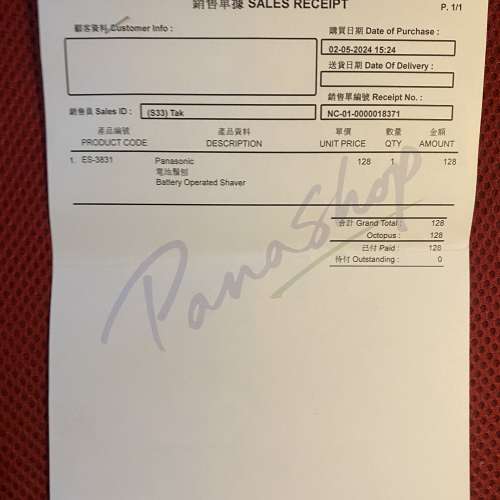 銷售單據 SALES RECEIPT
P. 1/1
顧客資料 Customer Info :
購買日期 Date of Purchase :
02-05-2024 15:24
送貨日期 Date Of Delivery :
銷售單編號 Receipt No. :
銷售員 Sales ID : (S33) Tak
NC-01-0000018371
產品編號 產品資料 單價 數量 金額
PRODUCT CODE DESCRIPTION UNIT PRICE QTY AMOUNT
1. ES-3831 Panasonic 128 1 128
電池鬚刨
Battery Operated Shaver
合計 Grand Total : 128
Octopus : 128
已付 Paid : 128
待付 Outstanding : 0
PanaShop